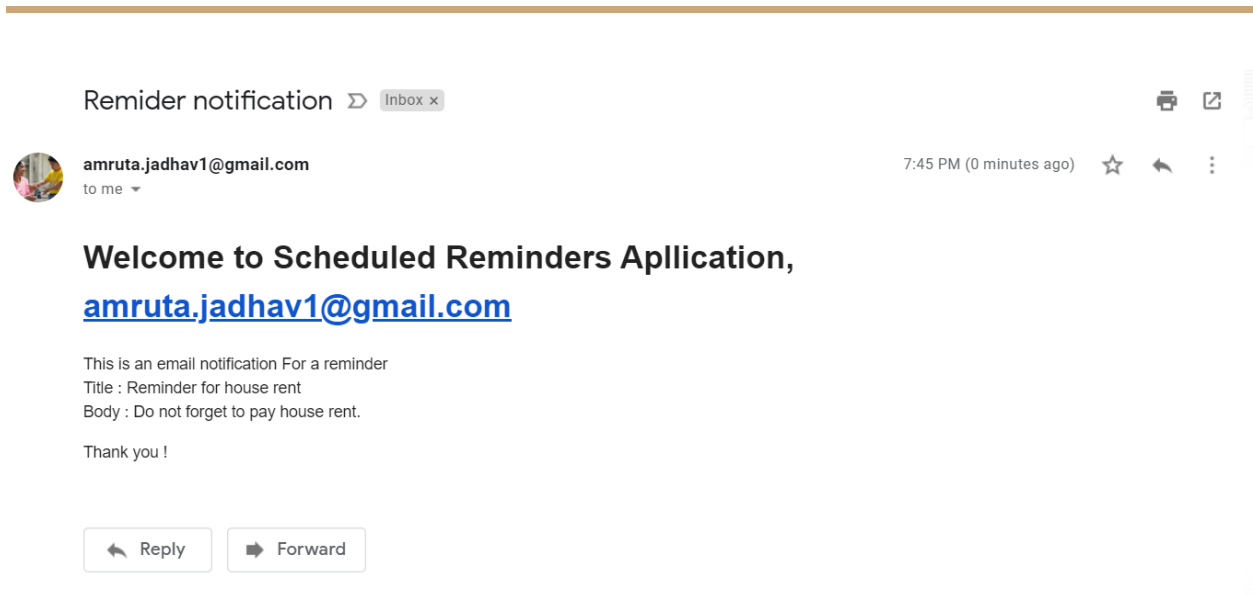 Remider notification Inbox ×
amruta.jadhav1@gmail.com 7:45 PM (0 minutes ago)
to me
Welcome to Scheduled Reminders Apllication,
amruta.jadhav1@gmail.com
This is an email notification For a reminder
Title : Reminder for house rent
Body : Do not forget to pay house rent.
Thank you !
Reply Forward